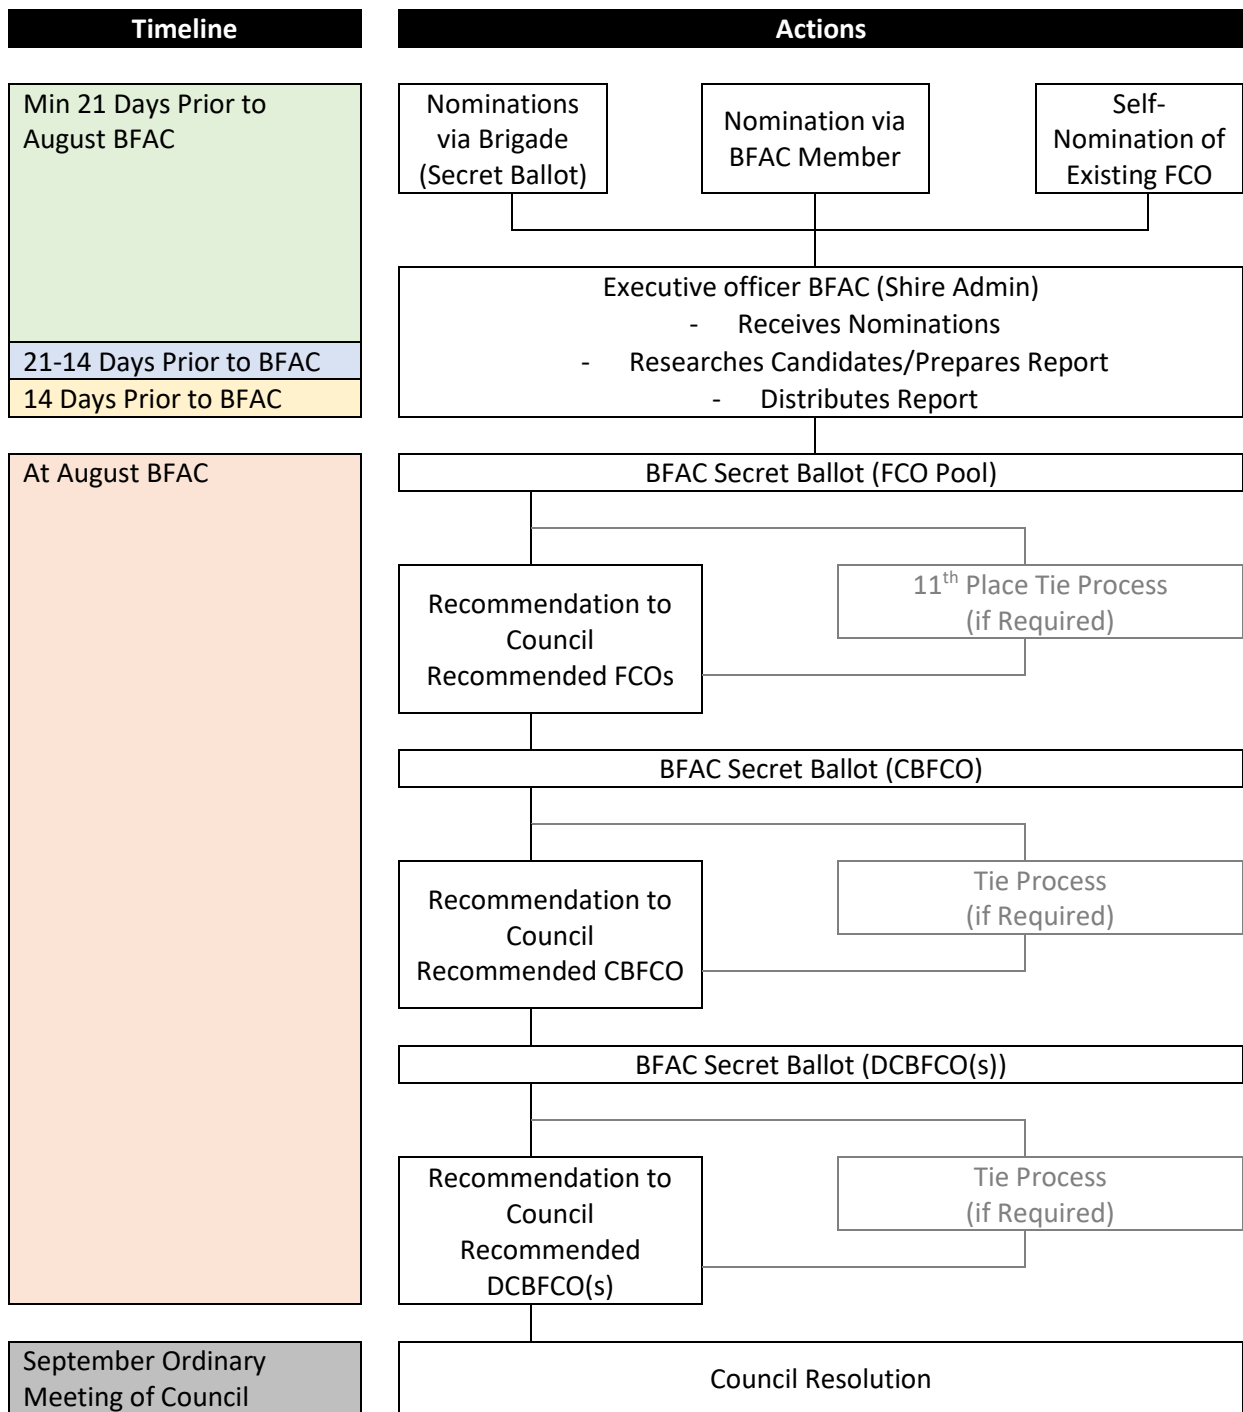 Timeline
Actions
Min 21 Days Prior to
August BFAC
Nominations
via Brigade
(Secret Ballot)
Nomination via
BFAC Member
Self-
Nomination of
Existing FCO
Executive officer BFAC (Shire Admin)
- Receives Nominations
21-14 Days Prior to BFAC
- Researches Candidates/Prepares Report
14 Days Prior to BFAC
- Distributes Report
At August BFAC
BFAC Secret Ballot (FCO Pool)
Recommendation to
Council
Recommended FCOs
11th Place Tie Process
(if Required)
BFAC Secret Ballot (CBFCO)
Recommendation to
Council
Recommended CBFCO
Tie Process
(if Required)
BFAC Secret Ballot (DCBFCO(s))
Recommendation to
Council
Recommended
DCBFCO(s)
Tie Process
(if Required)
September Ordinary
Meeting of Council
Council Resolution